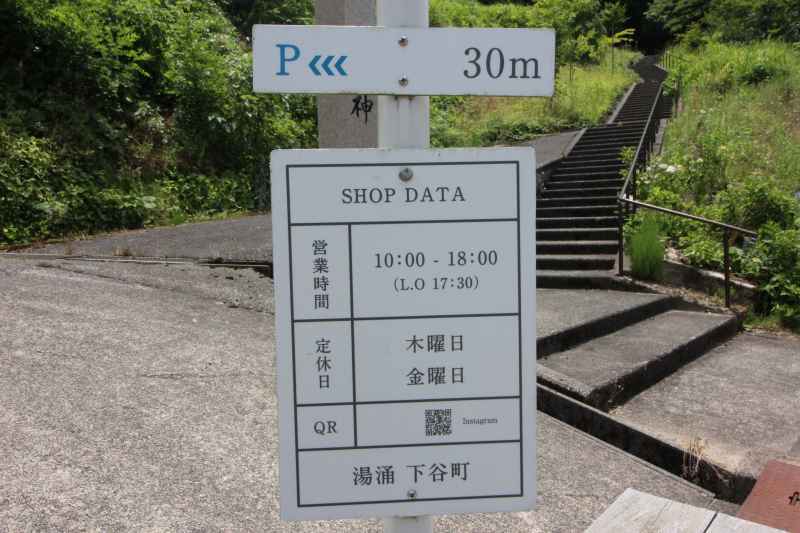 P <<< 30m
神
SHOP DATA
営業時間
10:00 - 18:00
(L.O 17:30)
定休日
木曜日
金曜日
QR
Instagram
湯涌 下谷町